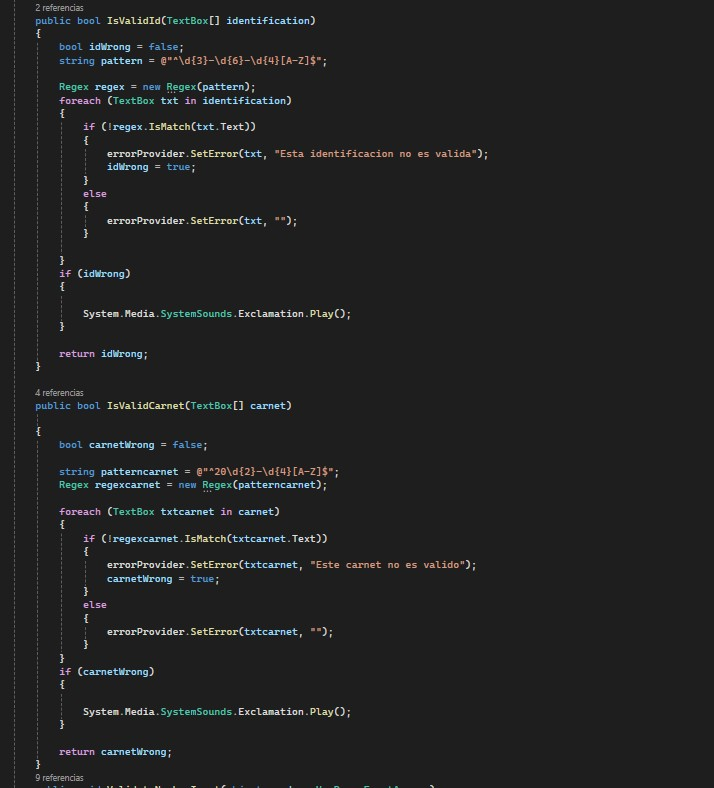 2 referencias
public bool IsValidId(TextBox[] identification)
{
bool idWrong = false;
string pattern = @"^\d{3}-\d{6}-\d{4}[A-Z]$";
Regex regex = new Regex(pattern);
foreach (TextBox txt in identification)
{
if (!regex.IsMatch(txt.Text))
{
errorProvider.SetError(txt, "Esta identificacion no es valida");
idWrong = true;
}
else
{
errorProvider.SetError(txt, "");
}
}
if (idWrong)
{
System.Media.SystemSounds.Exclamation.Play();
}
return idWrong;
}
4 referencias
public bool IsValidCarnet(TextBox[] carnet)
{
bool carnetWrong = false;
string patterncarnet = @"^20\d{2}-\d{4}[A-Z]$";
Regex regexcarnet = new Regex(patterncarnet);
foreach (TextBox txtcarnet in carnet)
{
if (!regexcarnet.IsMatch(txtcarnet.Text))
{
errorProvider.SetError(txtcarnet, "Este carnet no es valido");
carnetWrong = true;
}
else
{
errorProvider.SetError(txtcarnet, "");
}
}
if (carnetWrong)
{
System.Media.SystemSounds.Exclamation.Play();
}
return carnetWrong;
}
9 referencias